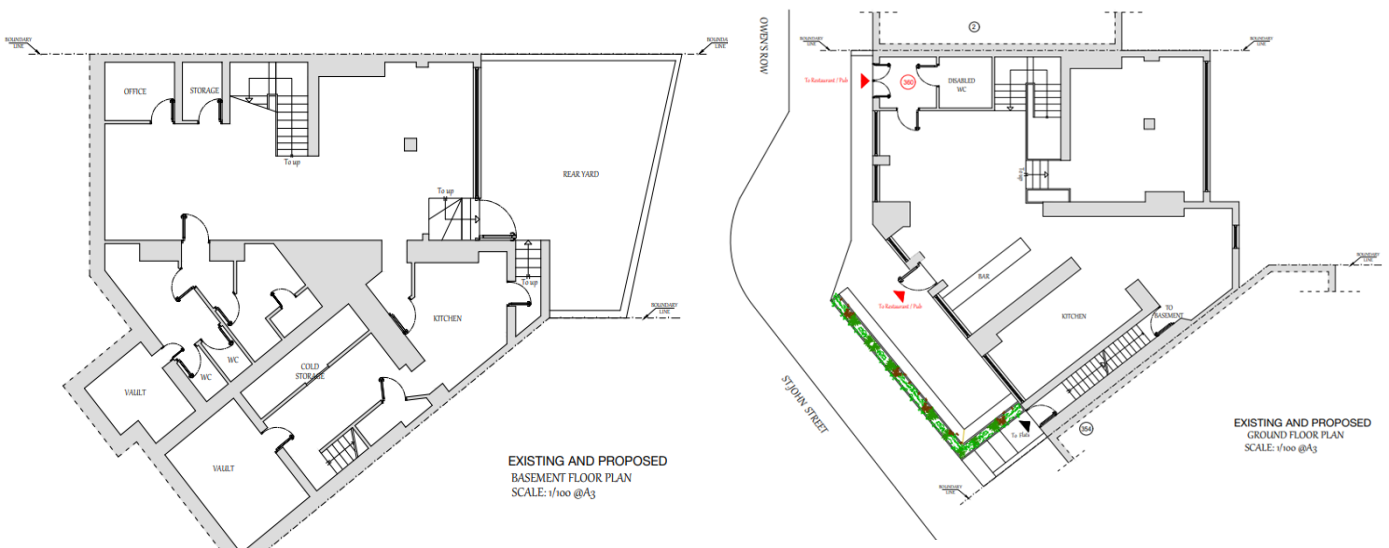 BOUNDARY
LINE
BOUNDA
LINE
OFFICE
STORAGE
To up
REAR YARD
To up
To up
KITCHEN
BOUNDARY
LINE
COLD
STORAGE
WC
WC
VAULT
VAULT
EXISTING AND PROPOSED
BASEMENT FLOOR PLAN
SCALE: 1/100 @A3
OWEN'S ROW
2
BOUNDARY
LINE
BOUNDARY
LINE
To Restaurant / Pub
360
DISABLED
WC
To up
BOUNDARY
LINE
BAR
To Restaurant / Pub
KITCHEN
TO
BASEMENT
ST.JOHN STREET
To flats
354
BOUNDARY
LINE
EXISTING AND PROPOSED
GROUND FLOOR PLAN
SCALE: 1/100 @A3